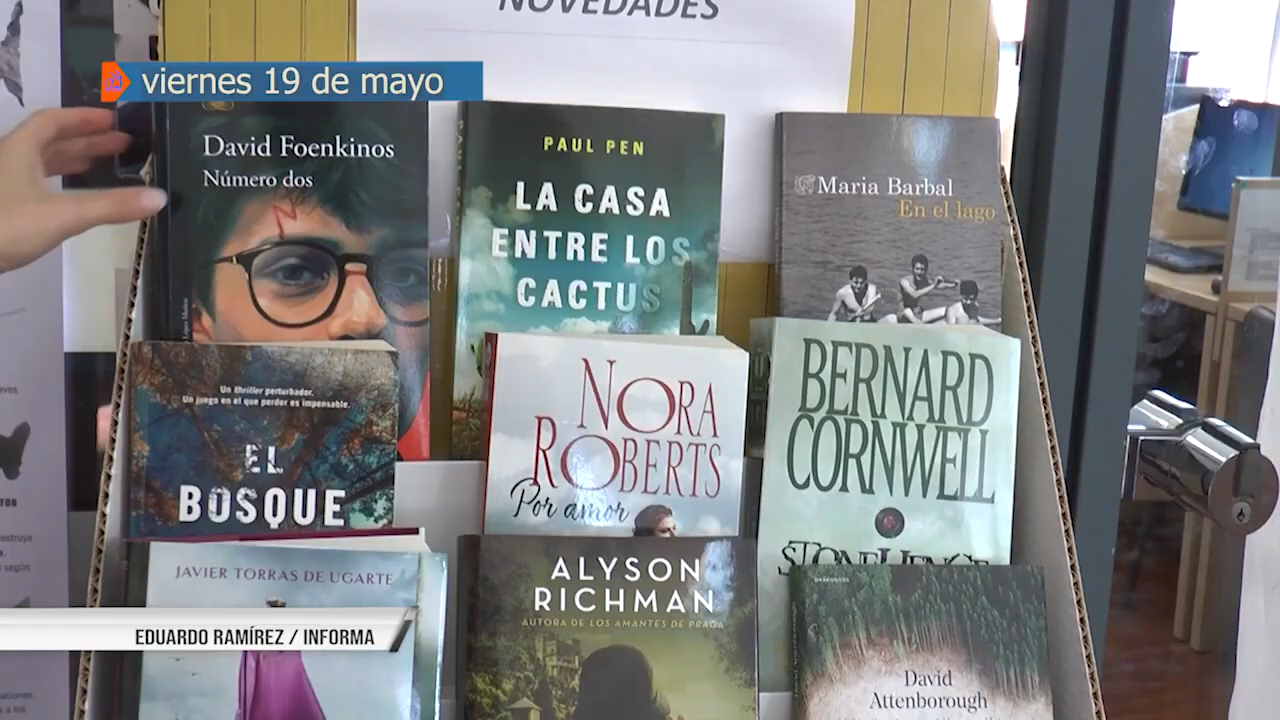 NOVEDADES
viernes 19 de mayo
David Foenkinos
Número dos
PAUL PEN
LA CASA
ENTRE LOS
CACTUS
Maria Barbal
En el lago
Un thriller perturbador.
Un juego en el que perder es impensable.
EL
BOSQUE
NORA
ROBERTS
Por amor
BERNARD
CORNWELL
STONEHENGE
JAVIER TORRAS DE UGARTE
ALYSON
RICHMAN
AUTORA DE LOS AMANTES DE PRAGA
DRAKONTOS
David
Attenborough
EDUARDO RAMÍREZ / INFORMA